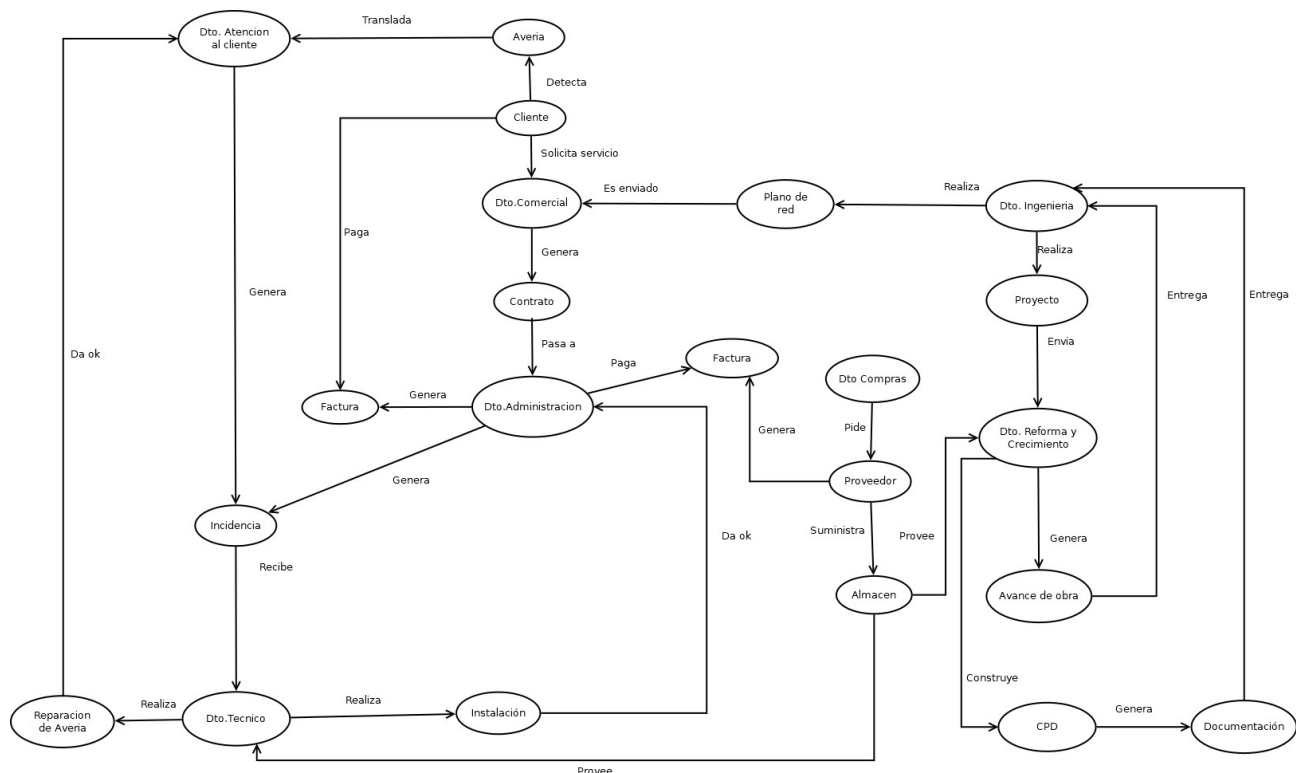 Translada
Dto. Atencion
al cliente
Averia
Detecta
Cliente
Solicita servicio
Es enviado
Realiza
Plano de
red
Dto.Comercial
Dto. Ingenieria
Paga
Genera
Realiza
Genera
Contrato
Proyecto
Entrega
Entrega
Da ok
Pasa a
Envia
Paga
Factura
Dto Compras
Genera
Factura
Dto.Administracion
Genera
Pide
Dto. Reforma y
Crecimiento
Genera
Proveedor
Incidencia
Suministra
Provee
Da ok
Genera
Recibe
Almacen
Avance de obra
Construye
Realiza
Realiza
Genera
Reparacion
de Averia
Dto.Tecnico
Instalación
CPD
Documentación
Provee